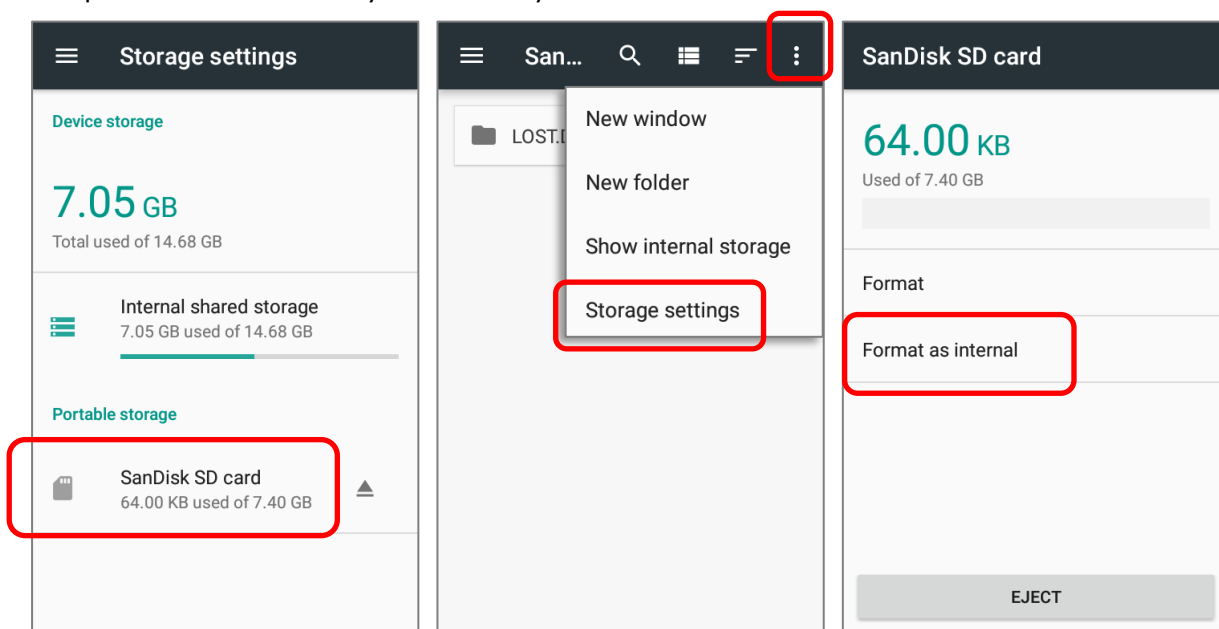 Storage settings
Device storage
7.05 GB
Total used of 14.68 GB
Internal shared storage
7.05 GB used of 14.68 GB
Portable storage
SanDisk SD card
64.00 KB used of 7.40 GB
San...
New window
LOST.
New folder
Show internal storage
Storage settings
SanDisk SD card
64.00 KB
Used of 7.40 GB
Format
Format as internal
EJECT